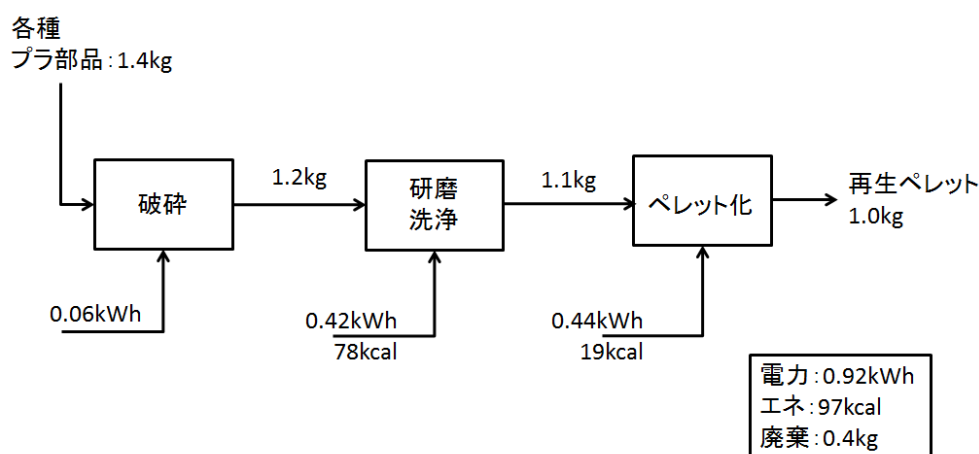 各種
プラ部品：1.4kg
破砕
1.2kg
研磨
洗浄
1.1kg
ペレット化
再生ペレット
1.0kg
0.06kWh
0.42kWh
78kcal
0.44kWh
19kcal
電力：0.92kWh
エネ：97kcal
廃棄：0.4kg